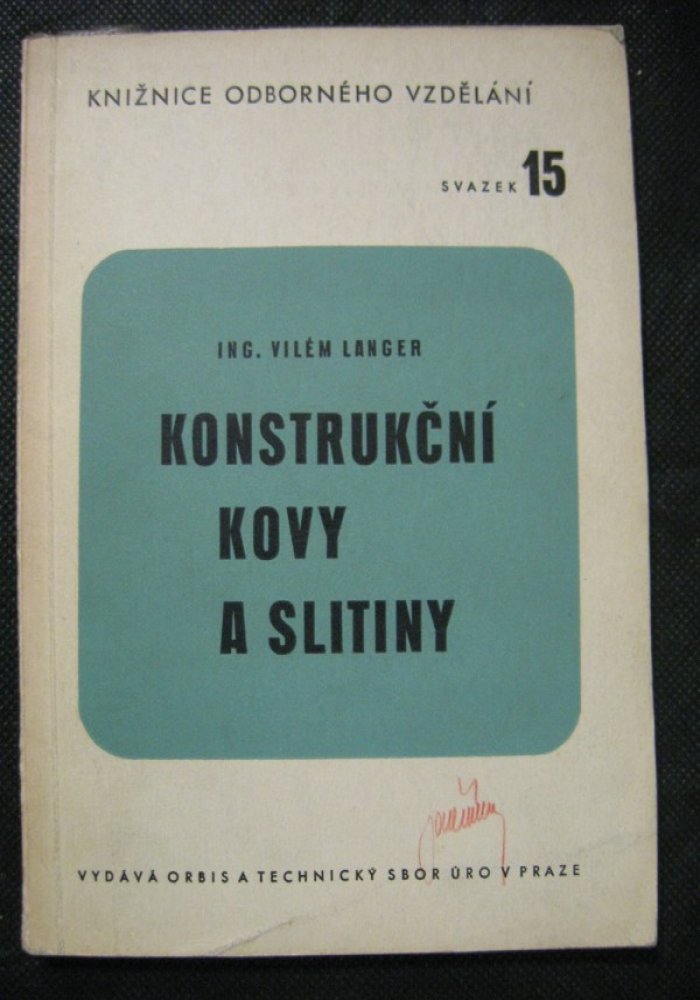 KNIŽNICE ODBORNÉHO VZDĚLÁNÍ
SVAZEK 15
ING. VILÉM LANGER
KONSTRUKČNÍ
KOVY
A SLITINY
VYDÁVÁ ORBIS A TECHNICKÝ SBOR ÚRO V PRAZE